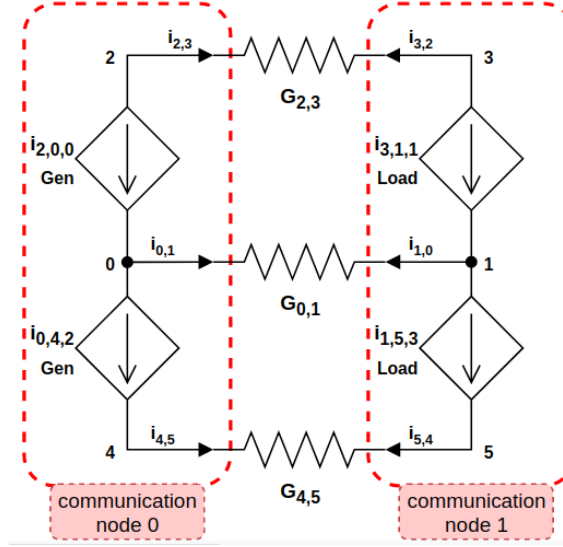 i2,3
i3,2
2
3
G2,3
i2,0,0
Gen
i3,1,1
Load
i0,1
i1,0
0
1
G0,1
i0,4,2
Gen
i1,5,3
Load
i4,5
i5,4
4
5
G4,5
communication
node 0
communication
node 1